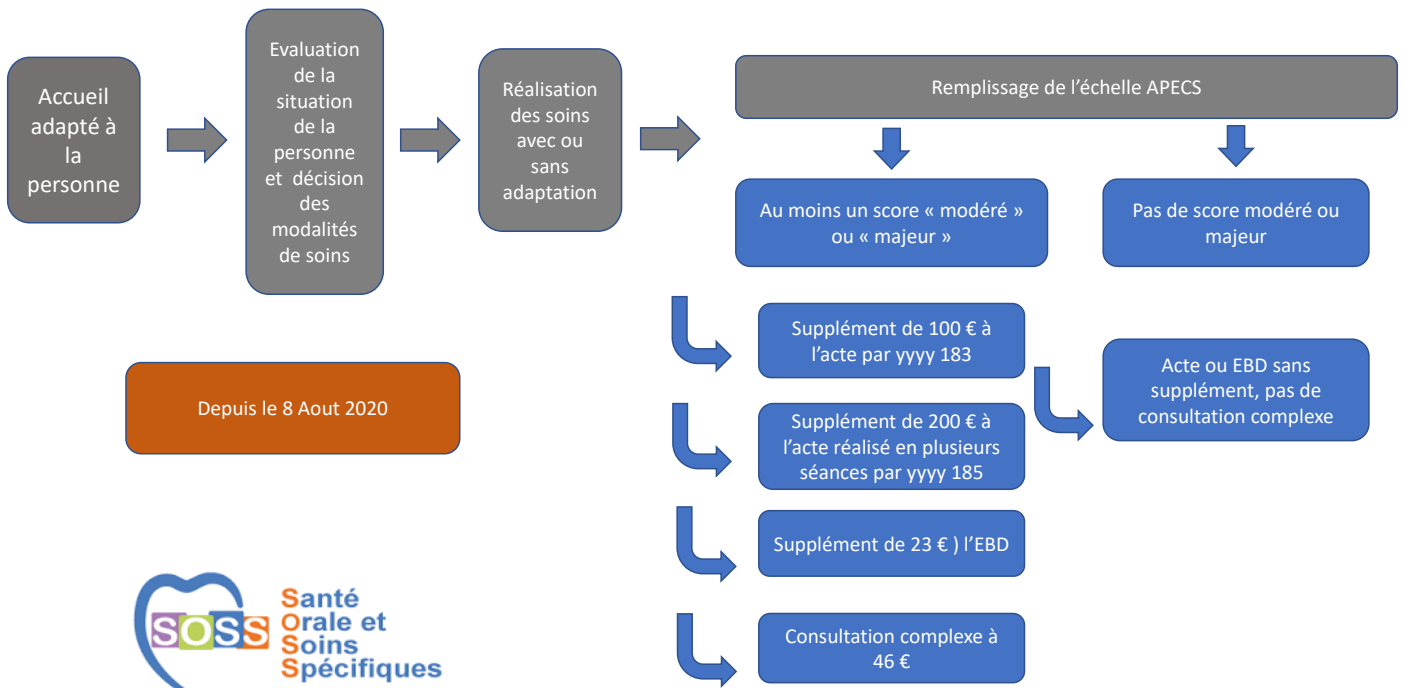 Accueil
adapté à
la
personne
Evaluation
de la
situation
de la
personne
et décision
des
modalités
de soins
Réalisation
des soins
avec ou
sans
adaptation
Remplissage de l'échelle APECS
Au moins un score « modéré »
ou « majeur »
Pas de score modéré ou
majeur
Supplément de 100 € à
l'acte par yyyy 183
Acte ou EBD sans
supplément, pas de
consultation complexe
Depuis le 8 Aout 2020
Supplément de 200 € à
l'acte réalisé en plusieurs
séances par yyyy 185
Supplément de 23 € ) l'EBD
Consultation complexe à
46 €
SOSS
Santé
Orale et
Soins
Spécifiques